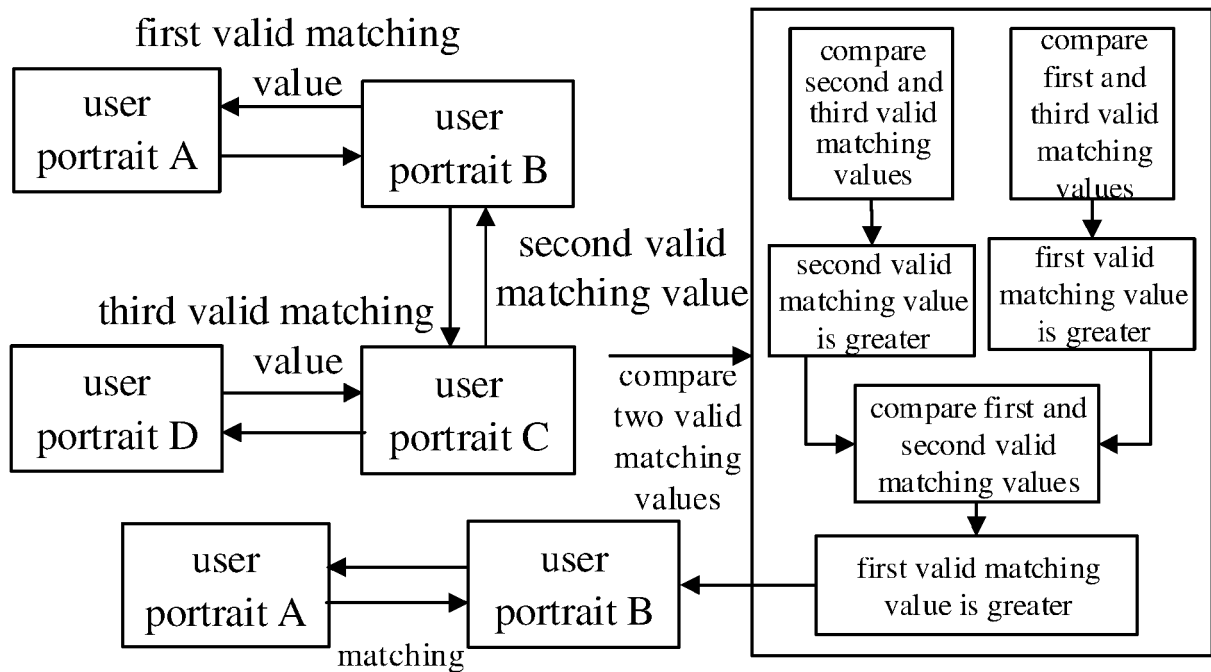 first valid matching
value
user
portrait A
user
portrait B
second valid
matching value
third valid matching
value
user
portrait D
user
portrait C
compare
two valid
matching
values
compare
second and
third valid
matching
values
compare
first and
third valid
matching
values
second valid
matching value
is greater
first valid
matching value
is greater
compare first and
second valid
matching values
first valid matching
value is greater
user
portrait A
user
portrait B
matching